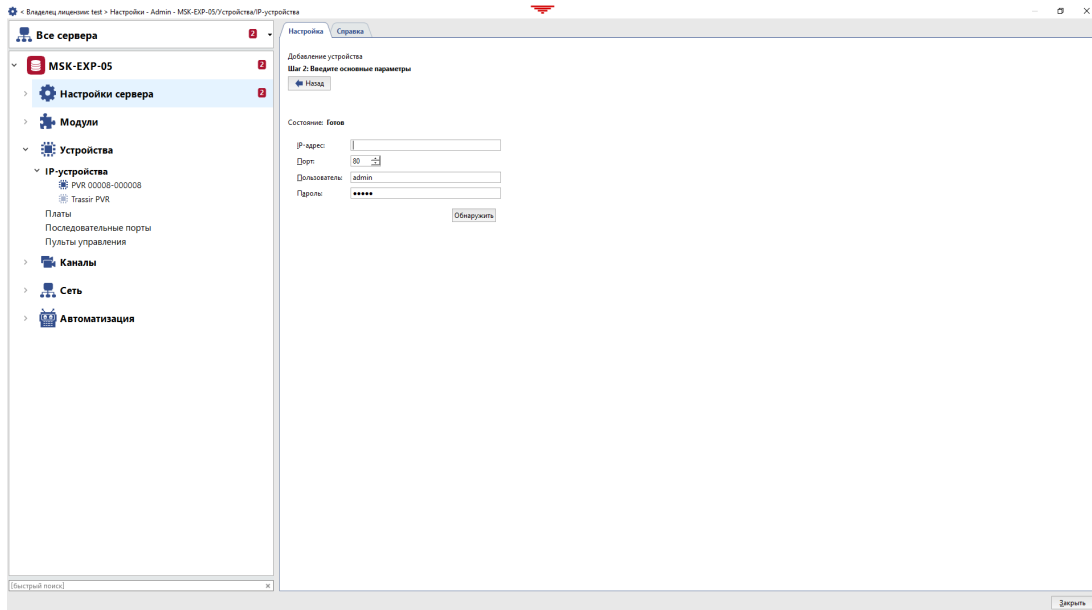 < Владелец лицензии: test > Настройки - Admin - MSK-EXP-05/Устройства/IP-устройства
Все сервера 2
MSK-EXP-05 2
Настройки сервера 2
Модули
Устройства
IP-устройства
PVR 00008-000008
Trassir PVR
Платы
Последовательные порты
Пульты управления
Каналы
Сеть
Автоматизация
[быстрый поиск]
Настройка Справка
Добавление устройства
Шаг 2: Введите основные параметры
Назад
Состояние: Готов
IP-адрес:
Порт: 80
Пользователь: admin
Пароль: •••••
Обнаружить
Закрыть